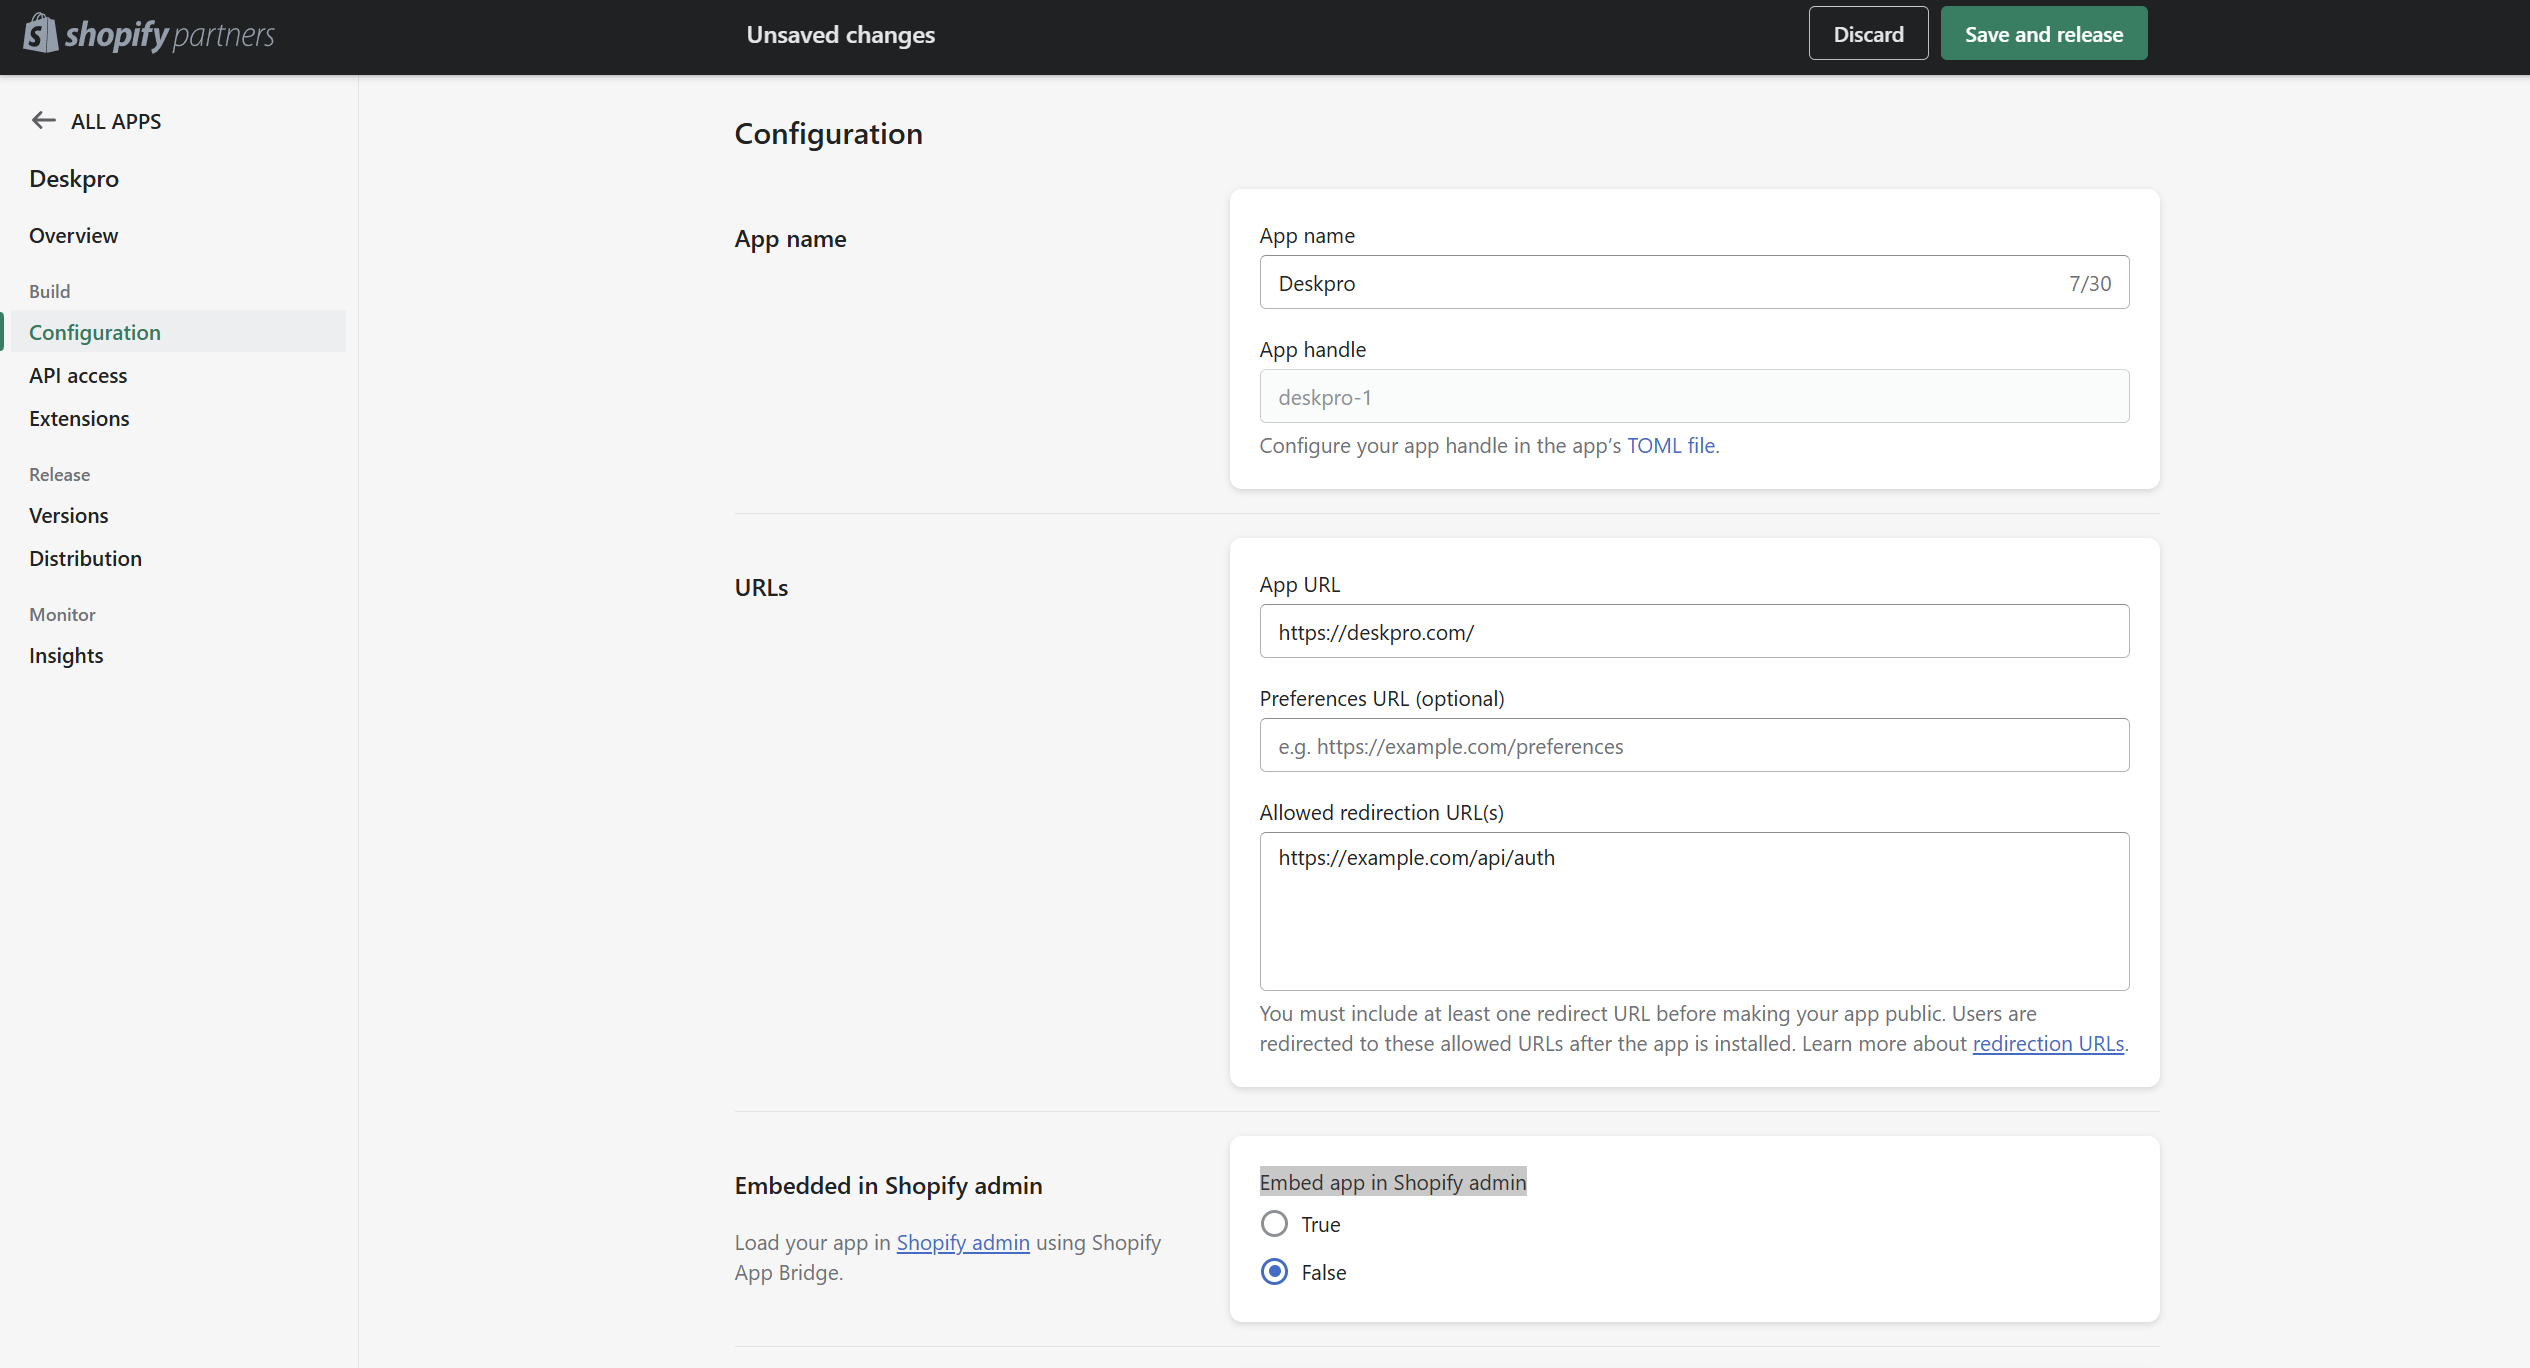 shopify partners
Unsaved changes
Discard
Save and release
ALL APPS
Deskpro
Overview
Build
Configuration
API access
Extensions
Release
Versions
Distribution
Monitor
Insights
Configuration
App name
App name
Deskpro
7/30
App handle
deskpro-1
Configure your app handle in the app’s TOML file.
URLs
App URL
https://deskpro.com/
Preferences URL (optional)
e.g. https://example.com/preferences
Allowed redirection URL(s)
https://example.com/api/auth
You must include at least one redirect URL before making your app public. Users are
redirected to these allowed URLs after the app is installed. Learn more about redirection URLs.
Embedded in Shopify admin
Load your app in Shopify admin using Shopify
App Bridge.
Embed app in Shopify admin
True
False